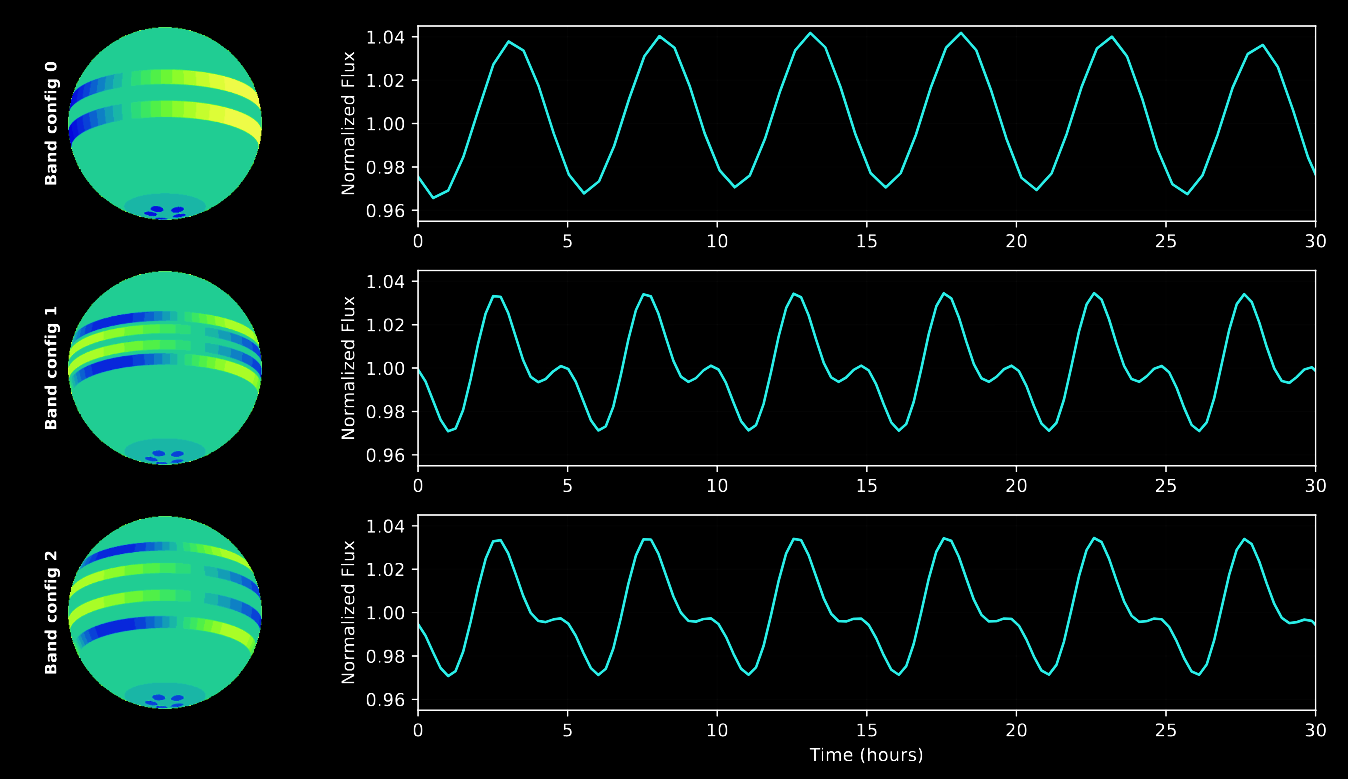 Band config 0
Normalized Flux
1.04
1.02
1.00
0.98
0.96
0 5 10 15 20 25 30
Band config 1
Normalized Flux
1.04
1.02
1.00
0.98
0.96
0 5 10 15 20 25 30
Band config 2
Normalized Flux
1.04
1.02
1.00
0.98
0.96
0 5 10 15 20 25 30
Time (hours)